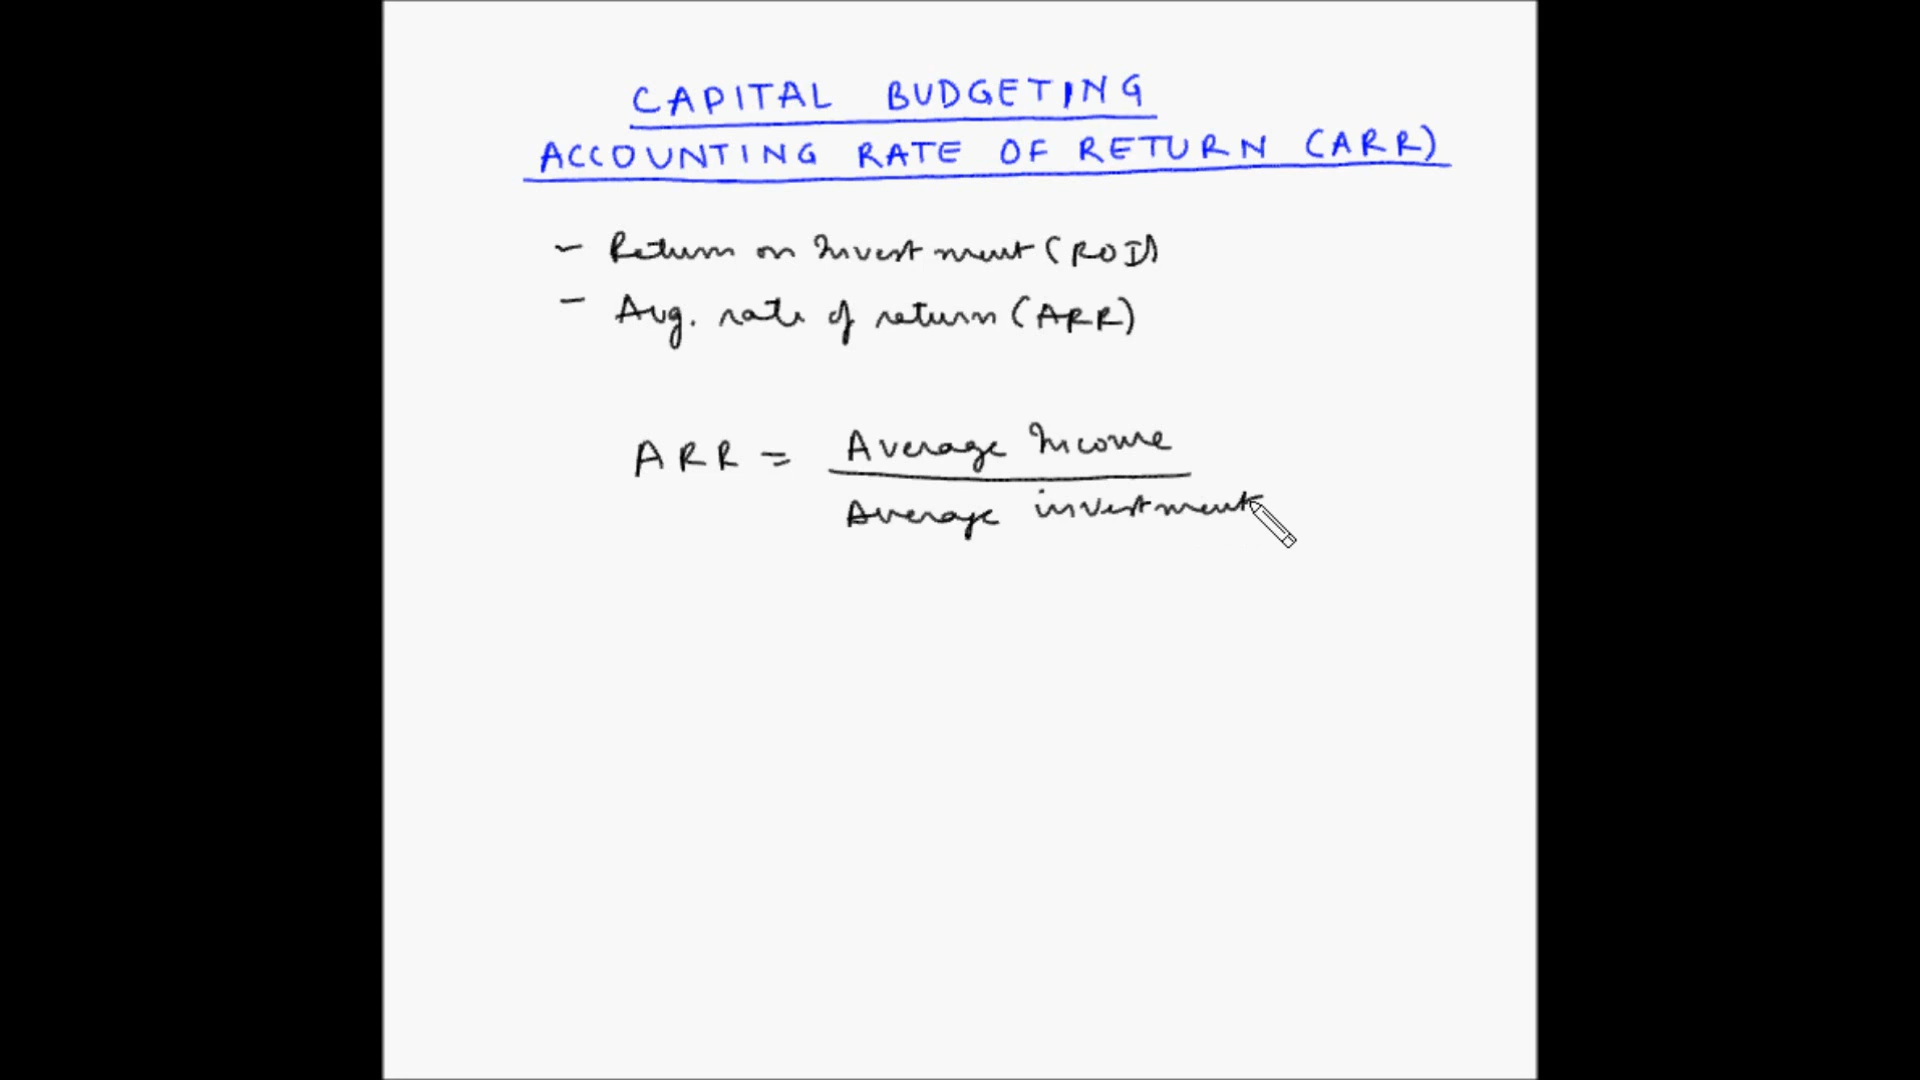 CAPITAL BUDGETING
ACCOUNTING RATE OF RETURN (ARR)
- Return on Investment (ROI)
- Avg. rate of return (ARR)
ARR = Average Income
Average investment